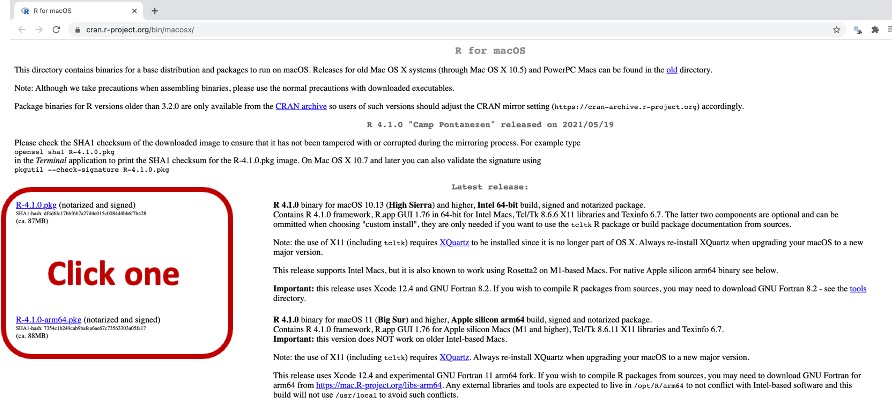 R for macOS
cran.r-project.org/bin/macosx/
R for macOS
This directory contains binaries for a base distribution and packages to run on macOS. Releases for old Mac OS X systems (through Mac OS X 10.5) and PowerPC Macs can be found in the old directory.
Note: Although we take precautions when assembling binaries, please use the normal precautions with downloaded executables.
Package binaries for R versions older than 3.2.0 are only available from the CRAN archive so users of such versions should adjust the CRAN mirror setting (https://cran-archive.r-project.org) accordingly.
R 4.1.0 "Camp Pontanezen" released on 2021/05/19
Please check the SHA1 checksum of the downloaded image to ensure that it has not been tampered with or corrupted during the mirroring process. For example type
openssl sha1 R-4.1.0.pkg
in the Terminal application to print the SHA1 checksum for the R-4.1.0.pkg image. On Mac OS X 10.7 and later you can also validate the signature using
pkgutil --check-signature R-4.1.0.pkg
Latest release:
R-4.1.0.pkg (notarized and signed)
SHA1-hash:
(ca. 87MB)
Click one
R-4.1.0-arm64.pkg (notarized and signed)
SHA1-hash:
(ca. 88MB)
R 4.1.0 binary for macOS 10.13 (High Sierra) and higher, Intel 64-bit build, signed and notarized package.
Contains R 4.1.0 framework, R.app GUI 1.76 in 64-bit for Intel Macs, Tcl/Tk 8.6.6 X11 libraries and Texinfo 6.7. The latter two components are optional and can be
ommitted when choosing "custom install", they are only needed if you want to use the tcltk R package or build package documentation from sources.
Note: the use of X11 (including tcltk) requires XQuartz to be installed since it is no longer part of OS X. Always re-install XQuartz when upgrading your macOS to a new
major version.
This release supports Intel Macs, but it is also known to work using Rosetta2 on M1-based Macs. For native Apple silicon arm64 binary see below.
Important: this release uses Xcode 12.4 and GNU Fortran 8.2. If you wish to compile R packages from sources, you may need to download GNU Fortran 8.2 - see the tools
directory.
R 4.1.0 binary for macOS 11 (Big Sur) and higher, Apple silicon arm64 build, signed and notarized package.
Contains R 4.1.0 framework, R.app GUI 1.76 for Apple silicon Macs (M1 and higher), Tcl/Tk 8.6.11 X11 libraries and Texinfo 6.7.
Important: this version does NOT work on older Intel-based Macs.
Note: the use of X11 (including tcltk) requires XQuartz. Always re-install XQuartz when upgrading your macOS to a new major version.
This release uses Xcode 12.4 and experimental GNU Fortran 11 arm64 fork. If you wish to compile R packages from sources, you may need to download GNU Fortran for
arm64 from https://mac.R-project.org/libs-arm64. Any external libraries and tools are expected to live in /opt/R/arm64 to not conflict with Intel-based software and this
build will not use /usr/local to avoid such conflicts.